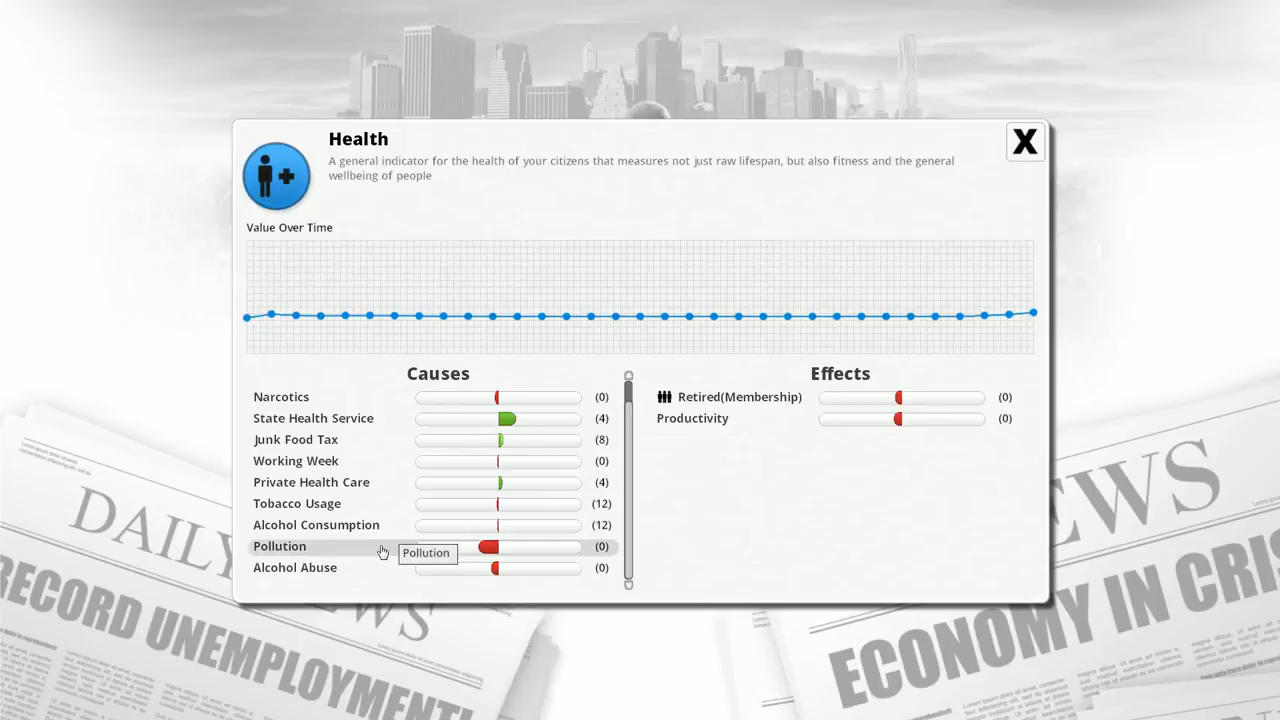 Health
X
A general indicator for the health of your citizens that measures not just raw lifespan, but also fitness and the general
wellbeing of people
Value Over Time
Causes
Narcotics (0)
State Health Service (4)
Junk Food Tax (8)
Working Week (0)
Private Health Care (4)
Tobacco Usage (12)
Alcohol Consumption (12)
Pollution (0)
Pollution
Alcohol Abuse (0)
Effects
Retired(Membership) (0)
Productivity (0)
DAILY
NEWS
RECORD UNEMPLOYMENT!
NEWS
ECONOMY IN CRIS